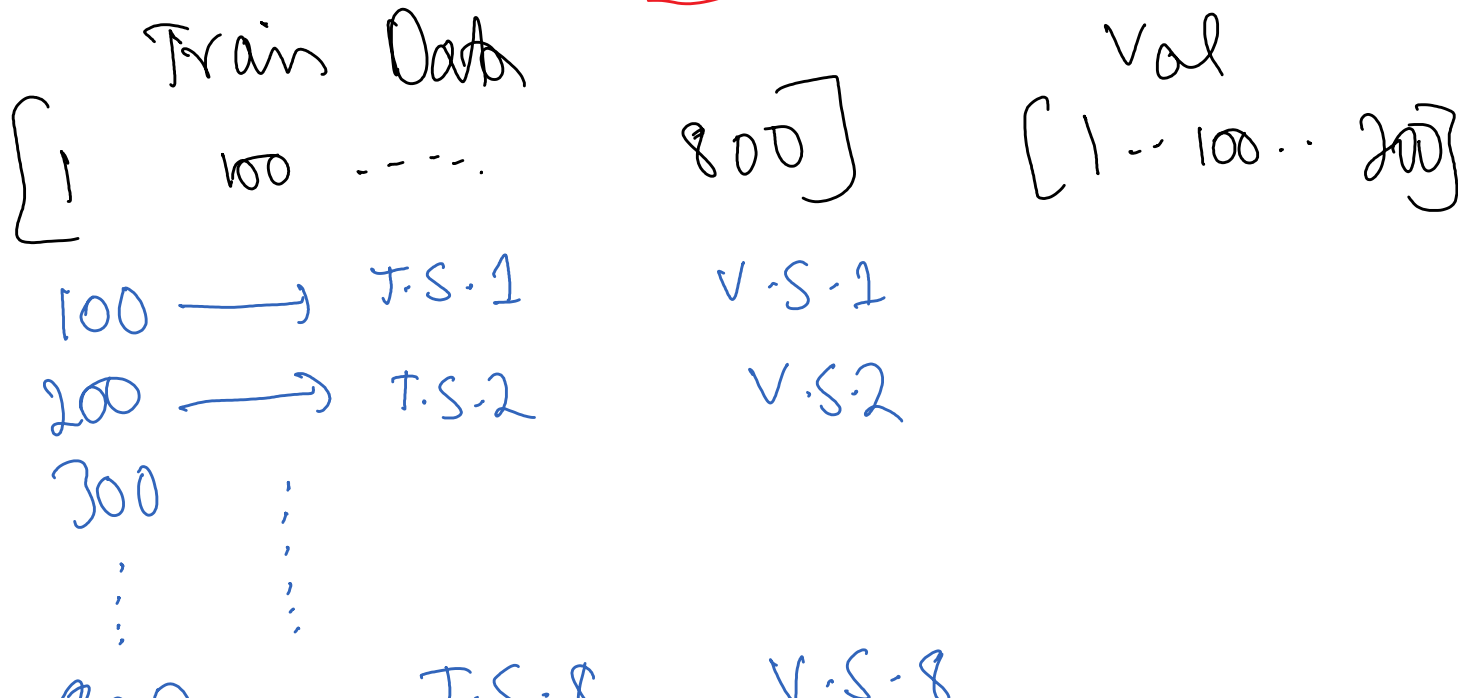 Train Data Val
[1 100 ----. 800] [1 -- 100 .. 200]
100 → T.S.1 V.S.1
200 → T.S.2 V.S.2
300
T.S.8 V.S.8